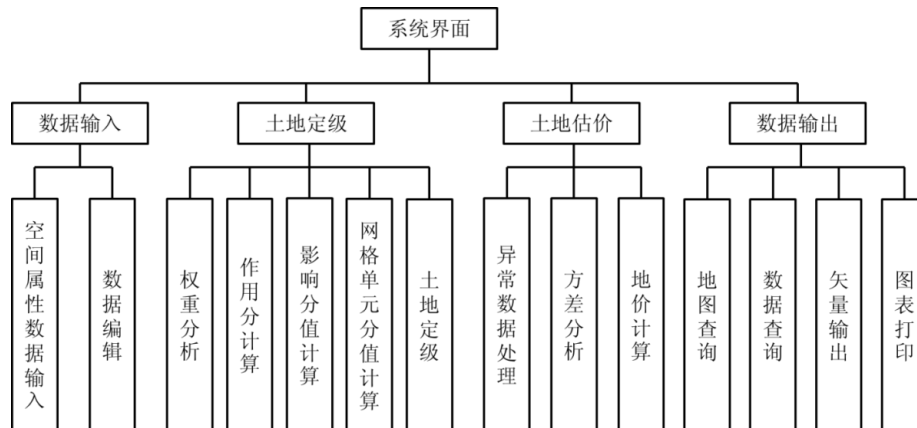 系统界面
数据输入
土地定级
土地估价
数据输出
空间属性数据输入
数据编辑
权重分析
作用分计算
影响分值计算
网格单元分值计算
土地定级
异常数据处理
方差分析
地价计算
地图查询
数据查询
矢量输出
图表打印